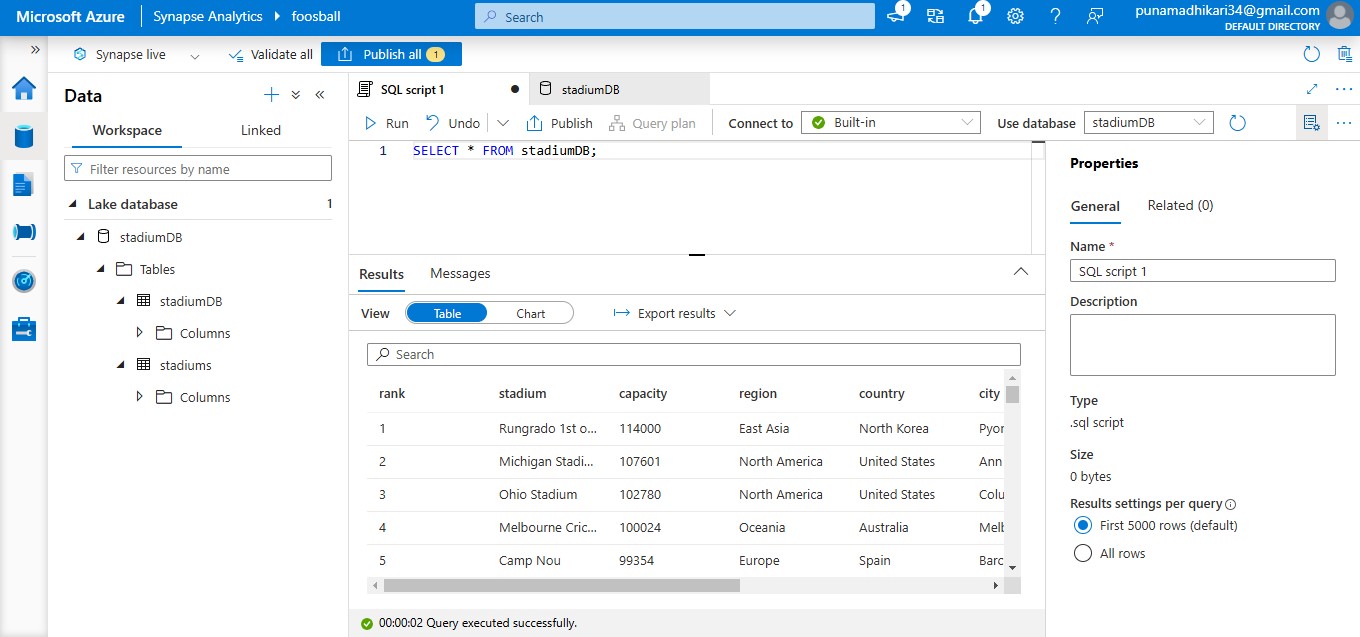 Microsoft Azure Synapse Analytics foosball Search 1 1 punamadhikari34@gmail.com
DEFAULT DIRECTORY
Synapse live Validate all Publish all 1
Data
Workspace Linked
Filter resources by name
Lake database 1
stadiumDB
Tables
stadiumDB
Columns
stadiums
Columns
SQL script 1 stadiumDB
Run Undo Publish Query plan Connect to Built-in Use database stadiumDB
1 SELECT * FROM stadiumDB;
Results Messages
View Table Chart Export results
Search
rank stadium capacity region country city
1 Rungrado 1st o... 114000 East Asia North Korea Pyor
2 Michigan Stadi... 107601 North America United States Ann
3 Ohio Stadium 102780 North America United States Colu
4 Melbourne Cric... 100024 Oceania Australia Melb
5 Camp Nou 99354 Europe Spain Barc
00:00:02 Query executed successfully.
Properties
General Related (0)
Name *
SQL script 1
Description
Type
.sql script
Size
0 bytes
Results settings per query
First 5000 rows (default)
All rows